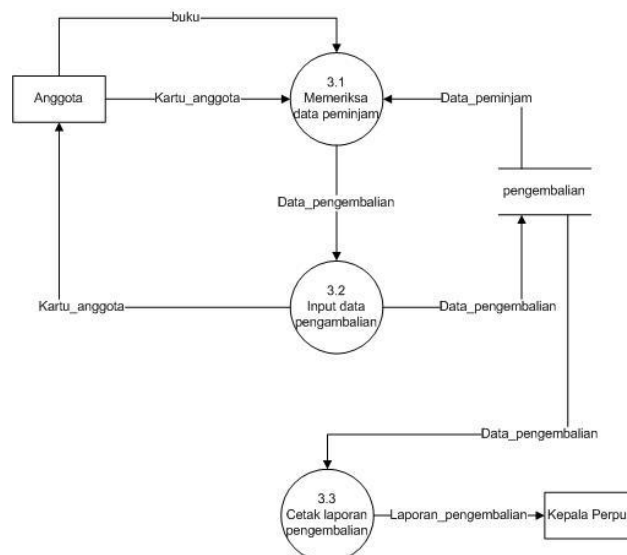 buku
Anggota
Kartu_anggota
3.1
Memeriksa
data peminjam
Data_peminjam
pengembalian
Data_pengembalian
Kartu_anggota
3.2
Input data
pengambalian
Data_pengembalian
Data_pengembalian
3.3
Cetak laporan
pengembalian
Laporan_pengembalian
Kepala Perpu